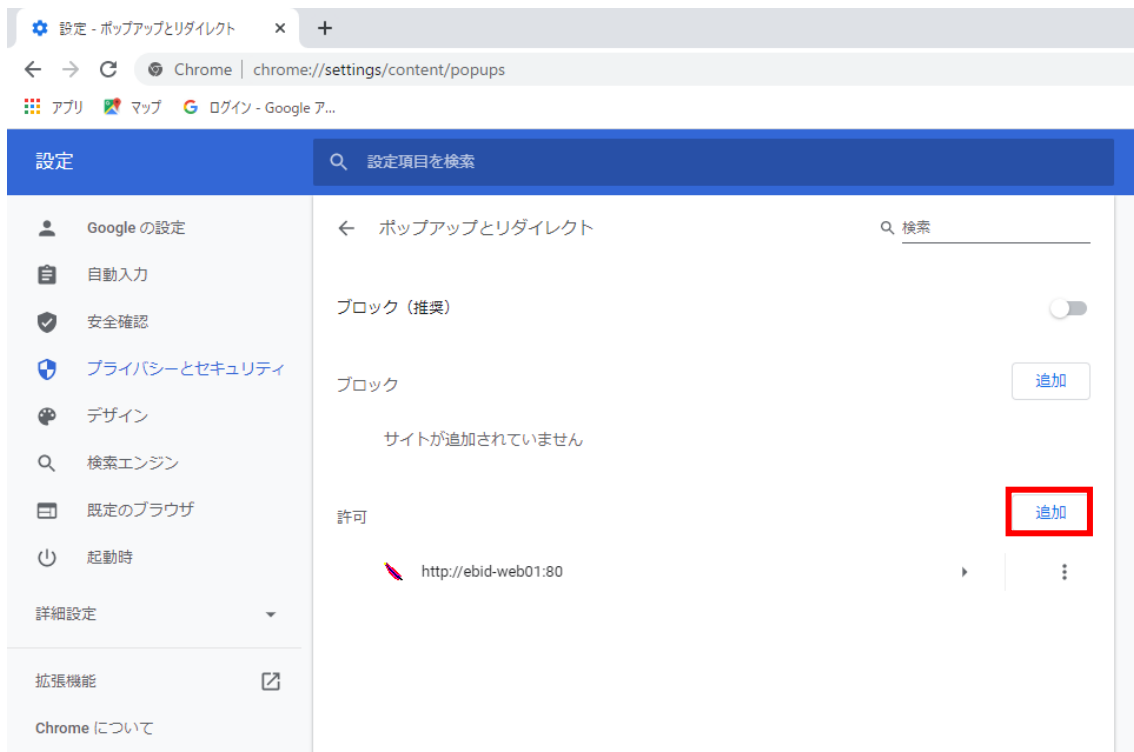 設定 - ポップアップとリダイレクト
Chrome | chrome://settings/content/popups
アプリ マップ ログイン - Google ア...
設定
設定項目を検索
Google の設定
自動入力
安全確認
プライバシーとセキュリティ
デザイン
検索エンジン
既定のブラウザ
起動時
詳細設定
拡張機能
Chrome について
ポップアップとリダイレクト
検索
ブロック（推奨）
ブロック
追加
サイトが追加されていません
許可
追加
http://ebid-web01:80